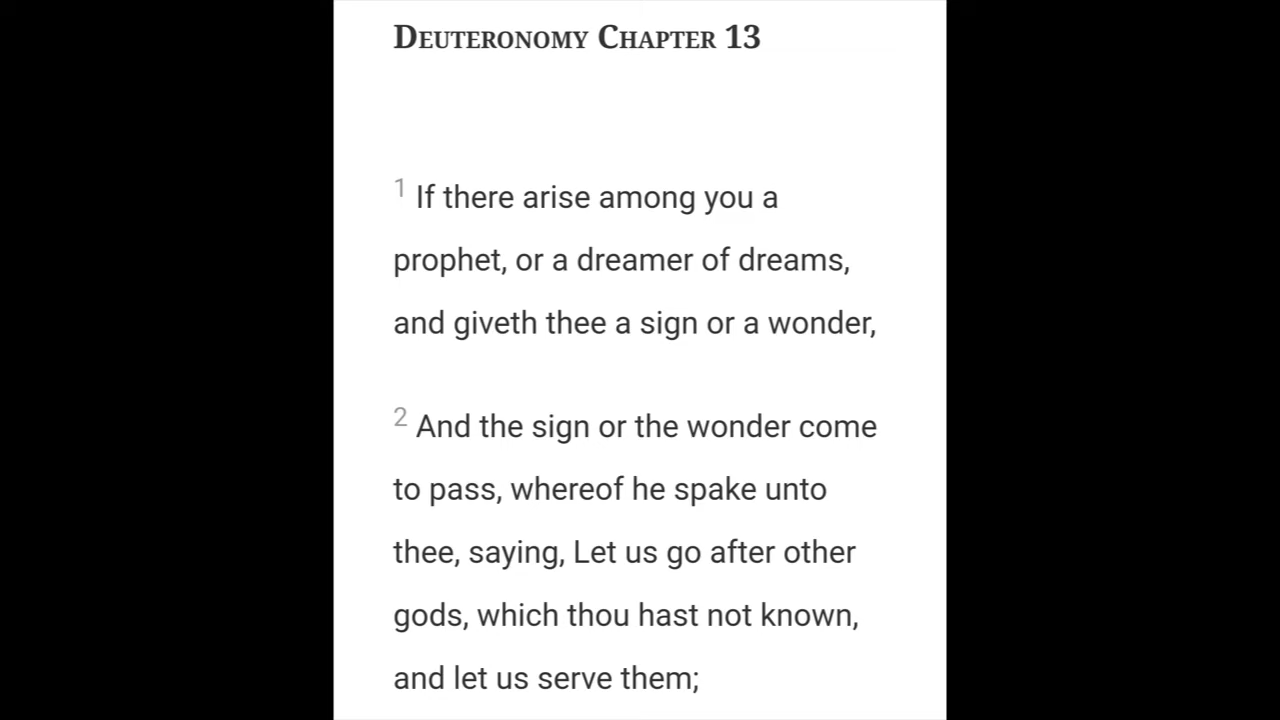 Deuteronomy Chapter 13
1 If there arise among you a
prophet, or a dreamer of dreams,
and giveth thee a sign or a wonder,
2 And the sign or the wonder come
to pass, whereof he spake unto
thee, saying, Let us go after other
gods, which thou hast not known,
and let us serve them;